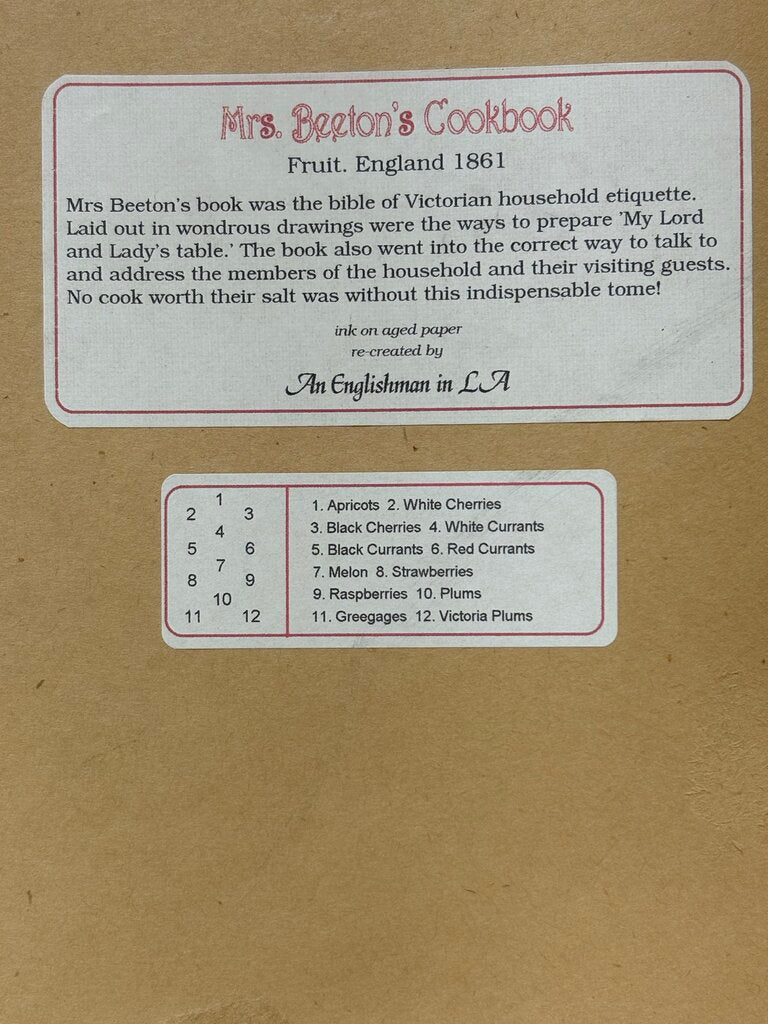 Mrs. Beeton's Cookbook
Fruit. England 1861
Mrs Beeton's book was the bible of Victorian household etiquette.
Laid out in wondrous drawings were the ways to prepare 'My Lord
and Lady's table.' The book also went into the correct way to talk to
and address the members of the household and their visiting guests.
No cook worth their salt was without this indispensable tome!
ink on aged paper
re-created by
An Englishman in LA
1
2 3
4
5 6
7
8 9
10
11 12
1. Apricots 2. White Cherries
3. Black Cherries 4. White Currants
5. Black Currants 6. Red Currants
7. Melon 8. Strawberries
9. Raspberries 10. Plums
11. Greegages 12. Victoria Plums